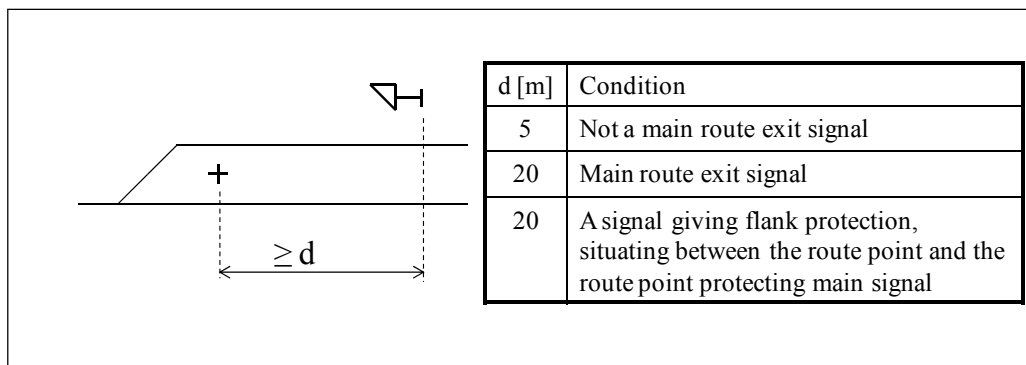 ≥ d
d [m] Condition
5 Not a main route exit signal
20 Main route exit signal
20 A signal giving flank protection,
situating between the route point and the
route point protecting main signal